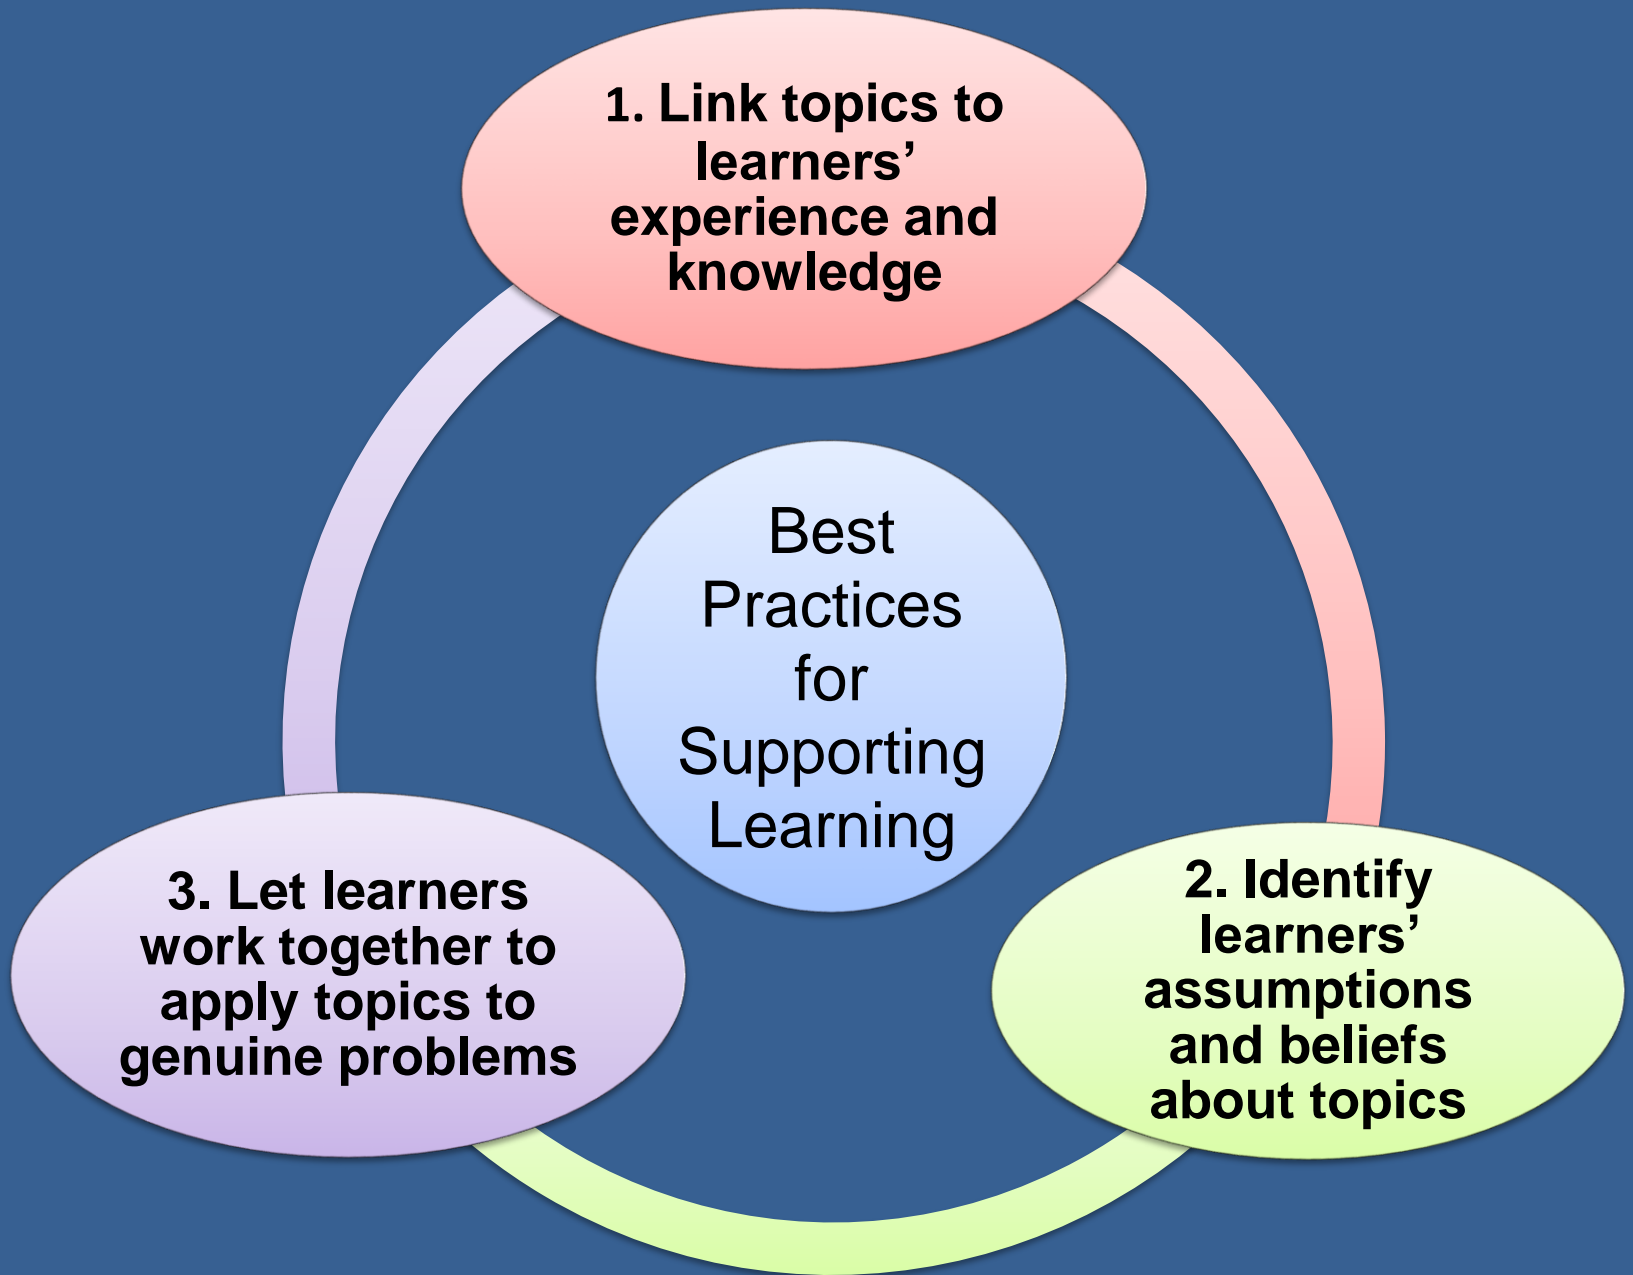 1. Link topics to
learners’
experience and
knowledge
Best
Practices
for
Supporting
Learning
2. Identify
learners’
assumptions
and beliefs
about topics
3. Let learners
work together to
apply topics to
genuine problems